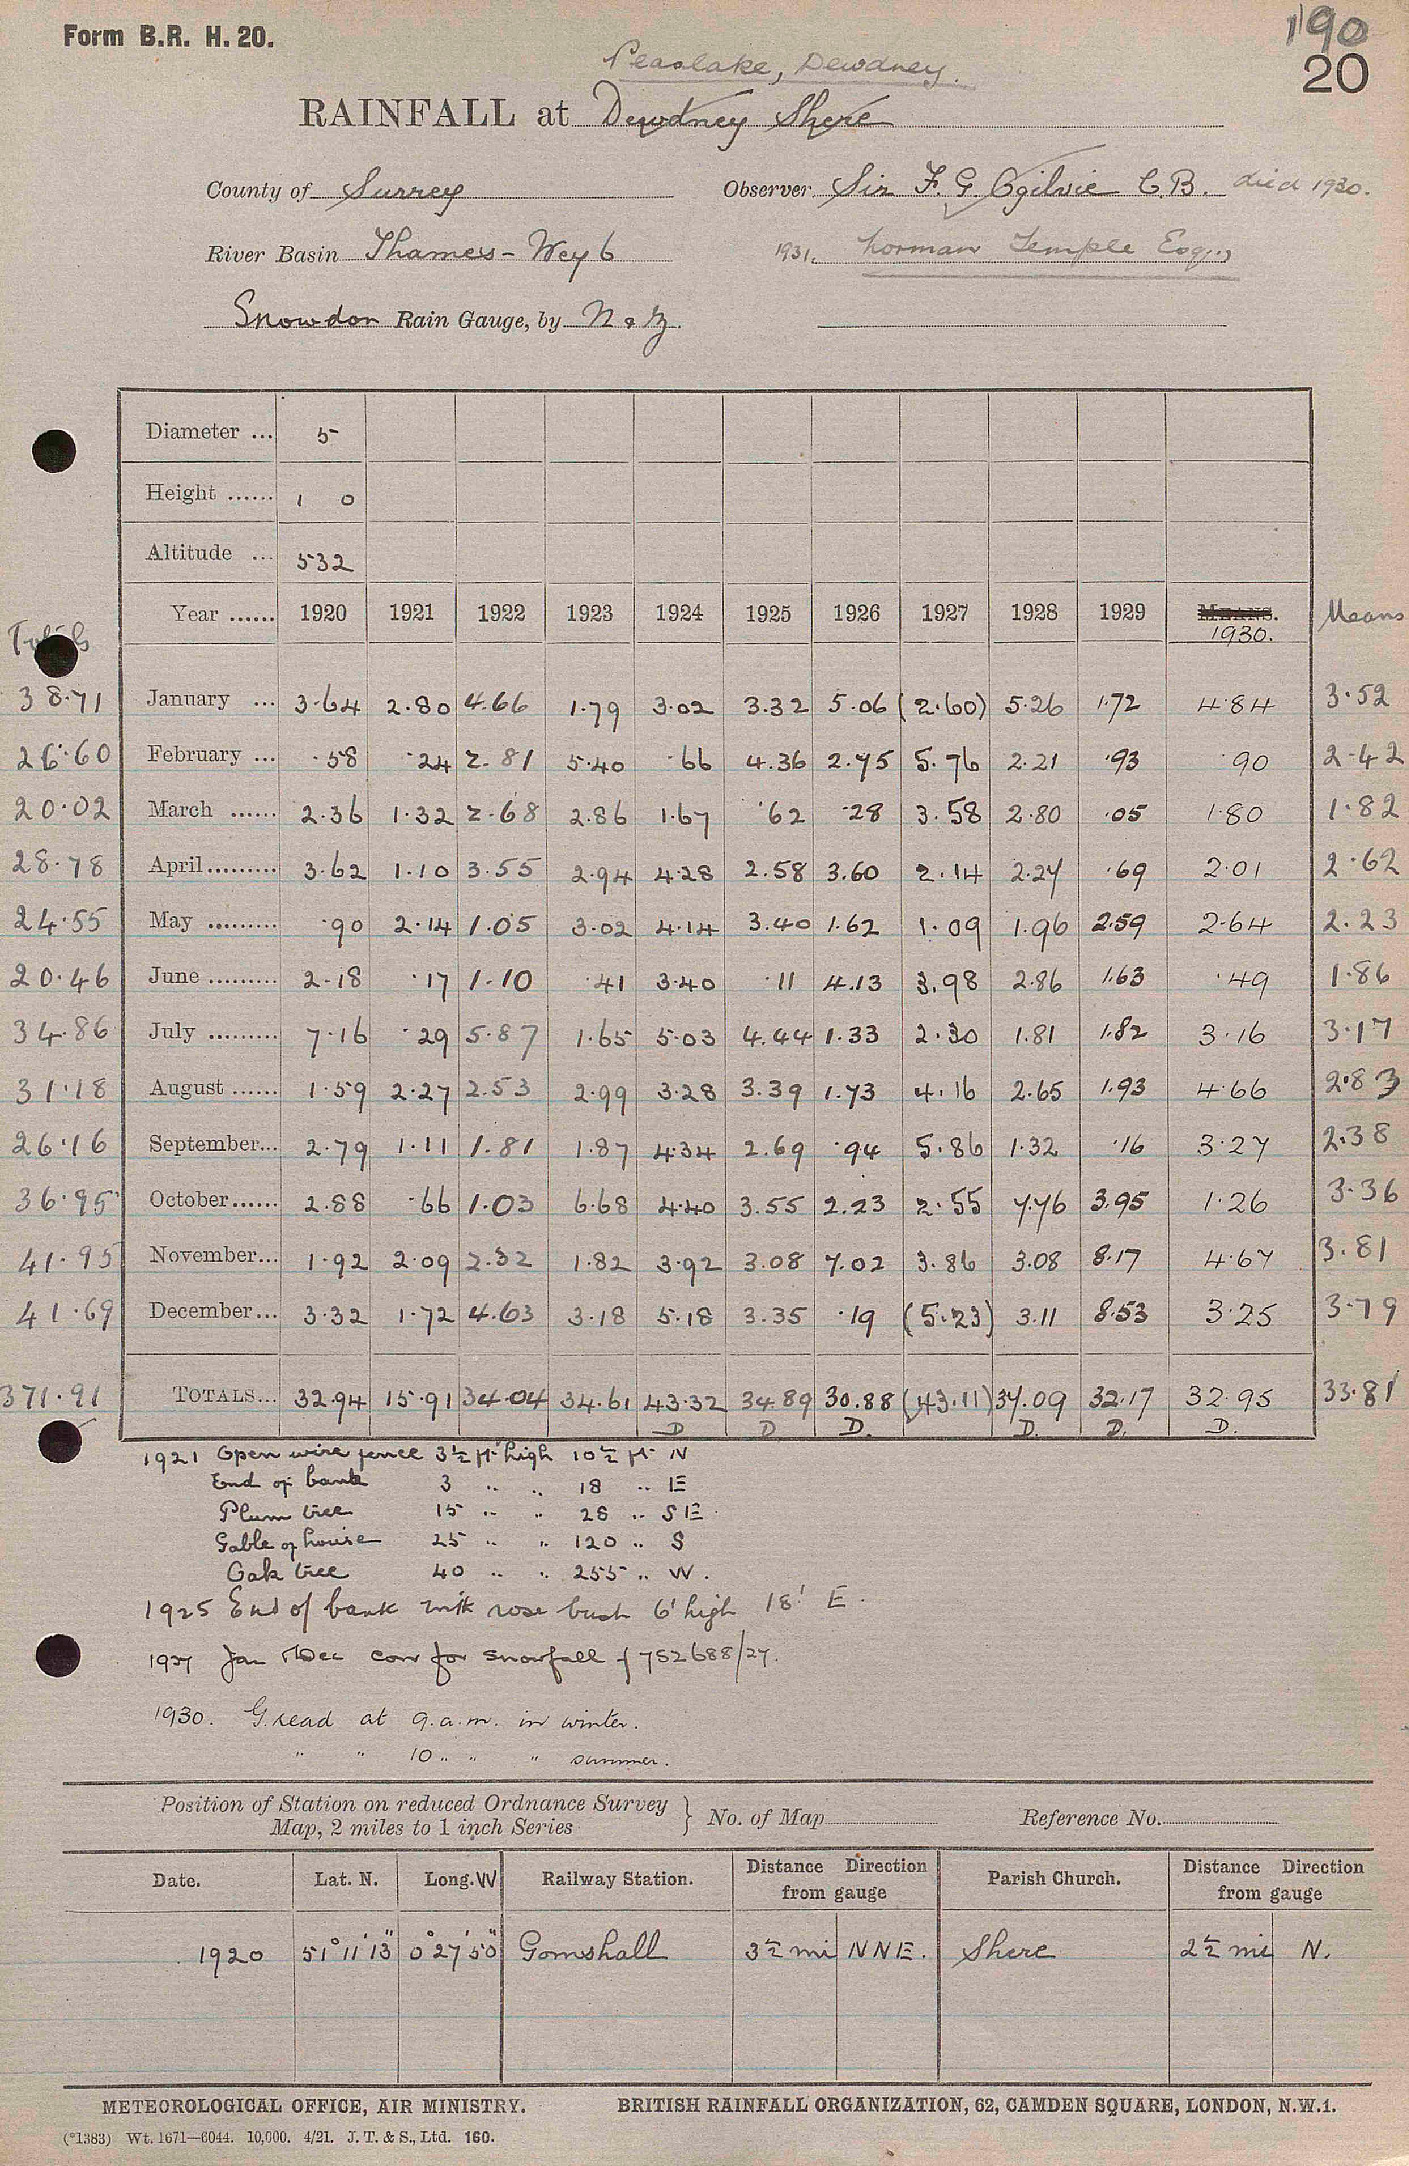 Form B.R. H. 20.
190
20
Peaslake, Dewdney.
RAINFALL at Dewdney Shere
County of Surrey Observer Sir F. G. Ogilvie C.B. died 1930.
River Basin Thames - Wey 6 1931. Norman Temple Esq.,
Snowdon Rain Gauge, by N & Z.
Diameter ... 5
Height ...... 1 0
Altitude ... 532
Totals Year ...... 1920 1921 1922 1923 1924 1925 1926 1927 1928 1929 MEANS. 1930. Means
38.71 January ... 3.64 2.80 4.66 1.79 3.02 3.32 5.06 (2.60) 5.26 1.72 4.84 3.52
26.60 February ... .58 .24 2.81 5.40 .66 4.36 2.75 5.76 2.21 .93 .90 2.42
20.02 March ...... 2.36 1.32 2.68 2.86 1.67 .62 .28 3.58 2.80 .05 1.80 1.82
28.78 April ......... 3.62 1.10 3.55 2.94 4.28 2.58 3.60 2.14 2.27 .69 2.01 2.62
24.55 May ......... .90 2.14 1.05 3.02 4.14 3.40 1.62 1.09 1.96 2.59 2.64 2.23
20.46 June ......... 2.18 .17 1.10 .41 3.40 .11 4.13 3.98 2.86 1.63 .49 1.86
34.86 July ......... 7.16 .29 5.87 1.65 5.03 4.44 1.33 2.30 1.81 1.82 3.16 3.17
31.18 August ...... 1.59 2.27 2.53 2.99 3.28 3.39 1.73 4.16 2.65 1.93 4.66 2.83
26.16 September... 2.79 1.11 1.81 1.87 4.34 2.69 .94 5.86 1.32 .16 3.27 2.38
36.95 October ...... 2.88 .66 1.03 6.68 4.40 3.55 2.23 2.55 7.76 3.95 1.26 3.36
41.95 November... 1.92 2.09 2.32 1.82 3.92 3.08 7.02 3.86 3.08 8.17 4.67 3.81
41.69 December... 3.32 1.72 4.63 3.18 5.18 3.35 .19 (5.23) 3.11 8.53 3.25 3.79
371.91 TOTALS... 32.94 15.91 34.04 34.61 43.32 34.89 30.88 (43.11) 37.09 32.17 32.95 33.81
D D D. D. D. D.
1921 Open wire fence 3½ ft high 10½ ft N
End of bank 3 " " 18 " E
Plum tree 15 " " 28 " SE
Gable of house 25 " " 120 " S
Oak tree 40 " " 255 " W.
1925 End of bank with rose bush 6' high 18' E.
1927 Jan & Dec corr for snowfall f 752688/27.
1930. G. read at 9.a.m. in winter.
" " 10 " " " summer.
Position of Station on reduced Ordnance Survey Map, 2 miles to 1 inch Series } No. of Map Reference No.
Date. Lat. N. Long. W Railway Station. Distance Direction from gauge Parish Church. Distance Direction from gauge
1920 51° 11' 13" 0° 27' 50" Gomshall 3½ mi NNE. Shere 2½ mi N.
METEOROLOGICAL OFFICE, AIR MINISTRY. BRITISH RAINFALL ORGANIZATION, 62, CAMDEN SQUARE, LONDON, N.W.1.
(*1383) Wt. 1671—6044. 10,000. 4/21. J. T. & S., Ltd. 160.